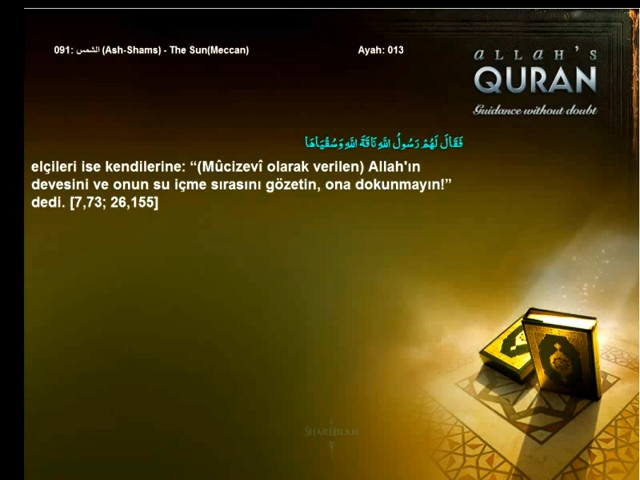 091: الشمس (Ash-Shams) - The Sun(Meccan) Ayah: 013
ALLAH'S
QURAN
Guidance without doubt
فَقَالَ لَهُمْ رَسُولُ اللَّهِ نَاقَةَ اللَّهِ وَسُقْيَاهَا
elçileri ise kendilerine: “(Mûcizevî olarak verilen) Allah'ın
devesini ve onun su içme sırasını gözetin, ona dokunmayın!”
dedi. [7,73; 26,155]
SHAREISLAM